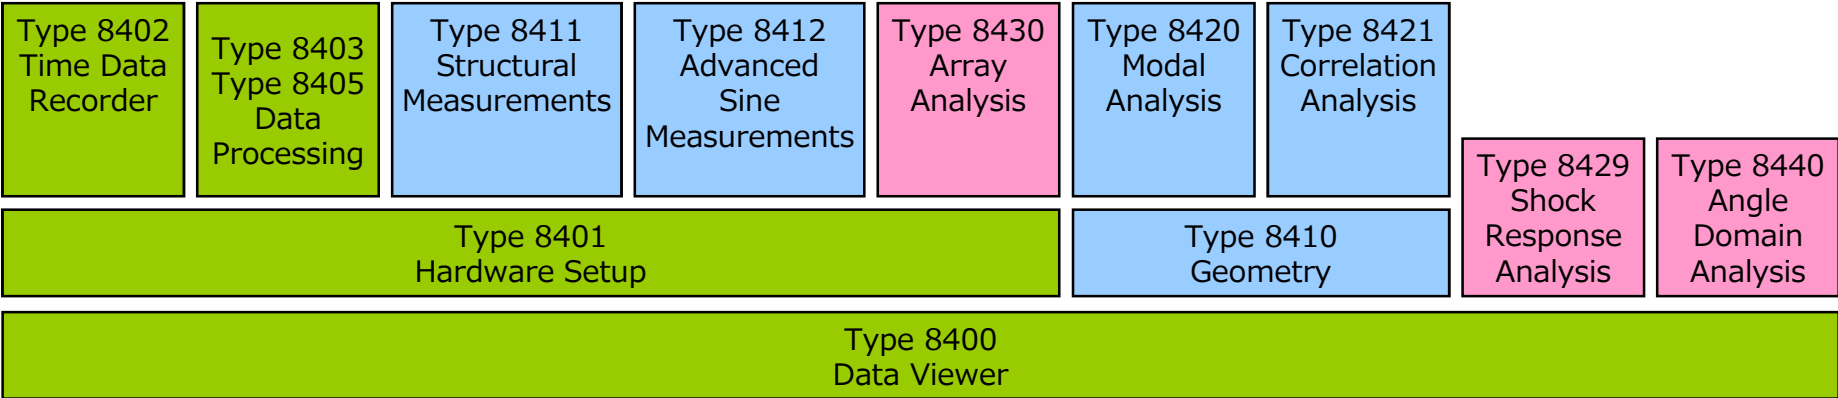 Type 8402
Time Data
Recorder
Type 8403
Type 8405
Data
Processing
Type 8411
Structural
Measurements
Type 8412
Advanced
Sine
Measurements
Type 8430
Array
Analysis
Type 8420
Modal
Analysis
Type 8421
Correlation
Analysis
Type 8429
Shock
Response
Analysis
Type 8440
Angle
Domain
Analysis
Type 8401
Hardware Setup
Type 8410
Geometry
Type 8400
Data Viewer